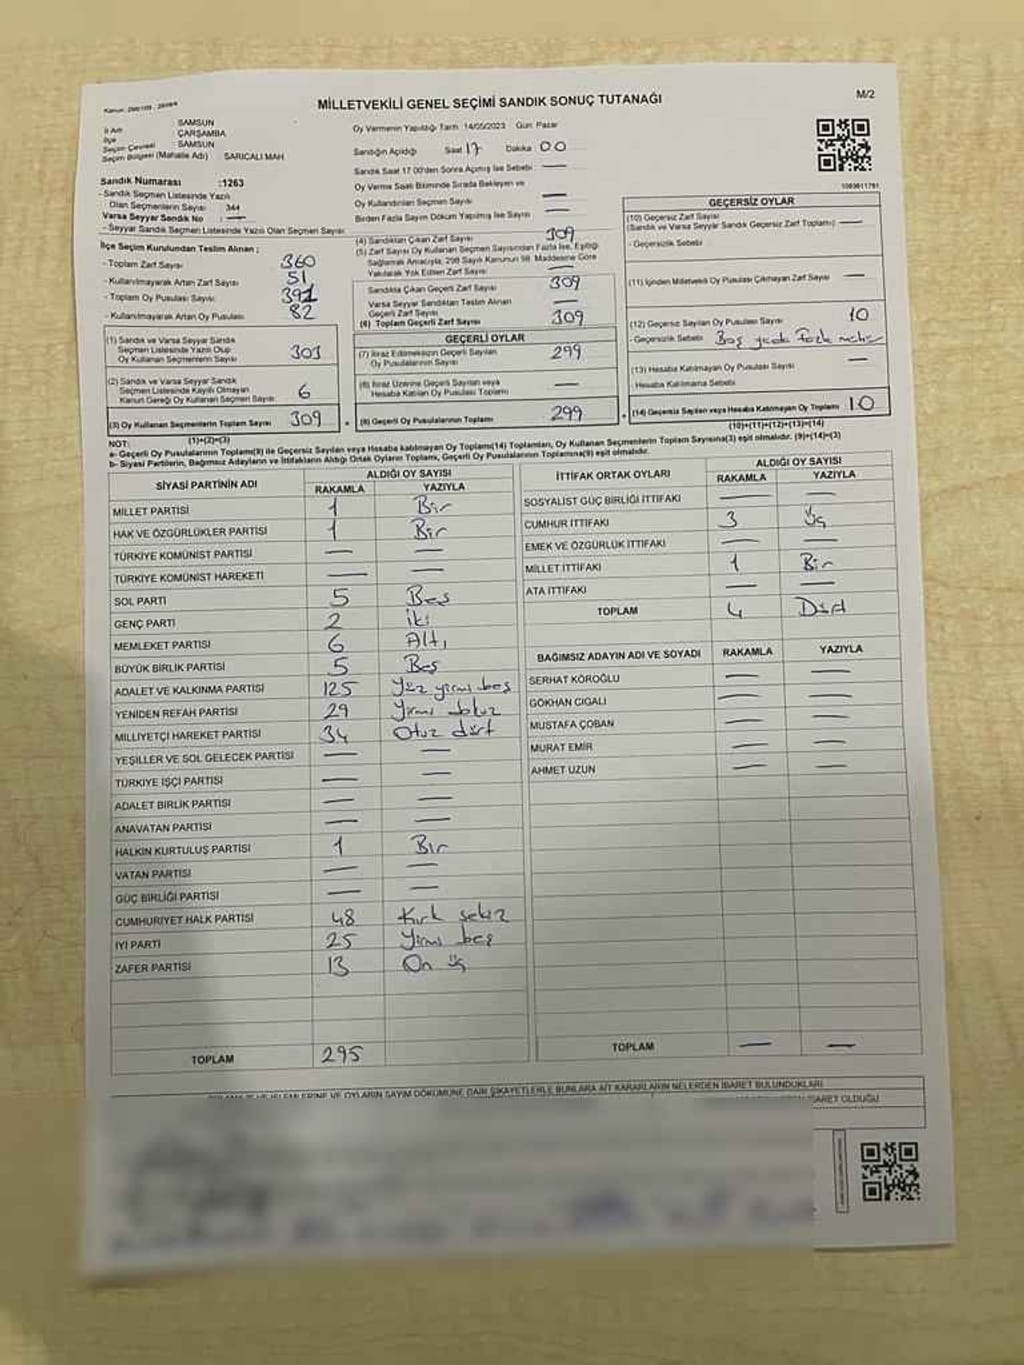 MİLLETVEKİLİ GENEL SEÇİMİ SANDIK SONUÇ TUTANAĞI
M/2
İl Adı : SAMSUN
İlçe : ÇARŞAMBA
Seçim Çevresi : SAMSUN
Seçim Bölgesi (Mahalle Adı) SARICALI MAH.
Sandık Numarası :1263
- Sandık Seçmen Listesinde Yazılı
Olan Seçmenlerin Sayısı 344
Varsa Seyyar Sandık No : —
- Seyyar Sandık Seçmen Listesinde Yazılı Olan Seçmen Sayısı
Oy Vermenin Yapıldığı Tarih: 14/05/2023 Gün: Pazar
Sandığın Açıldığı Saat 17 Dakika 00
Sandık Saat 17.00'den Sonra Açılmış İse Sebebi —
Oy Verme Saati Bitiminde Sırada Bekleyen ve
Oy Kullandırılan Seçmen Sayısı —
Birden Fazla Sayım Döküm Yapılmış İse Sayısı —
İlçe Seçim Kurulundan Teslim Alınan ;
- Toplam Zarf Sayısı 360
- Kullanılmayarak Artan Zarf Sayısı 51
- Toplam Oy Pusulası Sayısı 391
- Kullanılmayarak Artan Oy Pusulası 82
(1) Sandık ve Varsa Seyyar Sandık
Seçmen Listesinde Yazılı Olup
Oy Kullanan Seçmenlerin Sayısı 303
(2) Sandık ve Varsa Seyyar Sandık
Seçmen Listesinde Kayıtlı Olmayan
Kanun Gereği Oy Kullanan Seçmen Sayısı 6
(3) Oy Kullanan Seçmenlerin Toplam Sayısı 309
(1)+(2)=(3)
(4) Sandıktan Çıkan Zarf Sayısı 309
(5) Zarf Sayısı Oy Kullanan Seçmen Sayısından Fazla İse, Eşitliği
Sağlamak Amacıyla, 298 Sayılı Kanunun 98. Maddesine Göre
Yakılarak Yok Edilen Zarf Sayısı —
Sandıkta Çıkan Geçerli Zarf Sayısı 309
Varsa Seyyar Sandıktan Teslim Alınan
Geçerli Zarf Sayısı —
(6) Toplam Geçerli Zarf Sayısı 309
GEÇERLİ OYLAR
(7) İtiraz Edilmeksizin Geçerli Sayılan
Oy Pusulalarının Sayısı 299
(8) İtiraz Üzerine Geçerli Sayılan veya
Hesaba Katılan Oy Pusulaları Toplamı —
(9) Geçerli Oy Pusulalarının Toplamı 299
1083611781
GEÇERSİZ OYLAR
(10) Geçersiz Zarf Sayısı
(Sandık ve Varsa Seyyar Sandık Geçersiz Zarf Toplamı) —
- Geçersizlik Sebebi
(11) İçinden Milletvekili Oy Pusulası Çıkmayan Zarf Sayısı —
(12) Geçersiz Sayılan Oy Pusulası Sayısı 10
- Geçersizlik Sebebi Boş yada fazla
(13) Hesaba Katılmayan Oy Pusulası Sayısı —
Hesaba Katılmama Sebebi
(14) Geçersiz Sayılan veya Hesaba Katılmayan Oy Toplamı 10
(10)+(11)+(12)+(13)=(14)
NOT:
a- Geçerli Oy Pusulalarının Toplamı(9) ile Geçersiz Sayılan veya Hesaba katılmayan Oy Toplamı(14) Toplamları, Oy Kullanan Seçmenlerin Toplam Sayısına(3) eşit olmalıdır. (9)+(14)=(3)
b- Siyasi Partilerin, Bağımsız Adayların ve İttifakların Aldığı Ortak Oyların Toplamı, Geçerli Oy Pusulalarının Toplamına(9) eşit olmalıdır.
SİYASİ PARTİNİN ADI ALDIĞI OY SAYISI
RAKAMLA YAZIYLA
MİLLET PARTİSİ 1 Bir
HAK VE ÖZGÜRLÜKLER PARTİSİ 1 Bir
TÜRKİYE KOMÜNİST PARTİSİ — —
TÜRKİYE KOMÜNİST HAREKETİ — —
SOL PARTİ 5 Beş
GENÇ PARTİ 2 İki
MEMLEKET PARTİSİ 6 Altı
BÜYÜK BİRLİK PARTİSİ 5 Beş
ADALET VE KALKINMA PARTİSİ 125 Yüz yirmi beş
YENİDEN REFAH PARTİSİ 29 Yirmi dokuz
MİLLİYETÇİ HAREKET PARTİSİ 34 Otuz dört
YEŞİLLER VE SOL GELECEK PARTİSİ — —
TÜRKİYE İŞÇİ PARTİSİ — —
ADALET BİRLİK PARTİSİ — —
ANAVATAN PARTİSİ — —
HALKIN KURTULUŞ PARTİSİ 1 Bir
VATAN PARTİSİ — —
GÜÇ BİRLİĞİ PARTİSİ — —
CUMHURİYET HALK PARTİSİ 48 Kırk sekiz
İYİ PARTİ 25 Yirmi beş
ZAFER PARTİSİ 13 On üç
TOPLAM 295
İTTİFAK ORTAK OYLARI ALDIĞI OY SAYISI
RAKAMLA YAZIYLA
SOSYALİST GÜÇ BİRLİĞİ İTTİFAKI — —
CUMHUR İTTİFAKI 3 Üç
EMEK VE ÖZGÜRLÜK İTTİFAKI — —
MİLLET İTTİFAKI 1 Bir
ATA İTTİFAKI — —
TOPLAM 4 Dört
BAĞIMSIZ ADAYIN ADI VE SOYADI RAKAMLA YAZIYLA
SERHAT KÖROĞLU — —
GÖKHAN CIGALI — —
MUSTAFA ÇOBAN — —
MURAT EMİR — —
AHMET UZUN — —
TOPLAM — —
OYLARIN SAYIM DÖKÜMÜNE DAİR ŞİKAYETLERLE BUNLARA AİT KARARLARIN NELERDEN İBARET BULUNDUKLARI
İBARET OLDUĞU